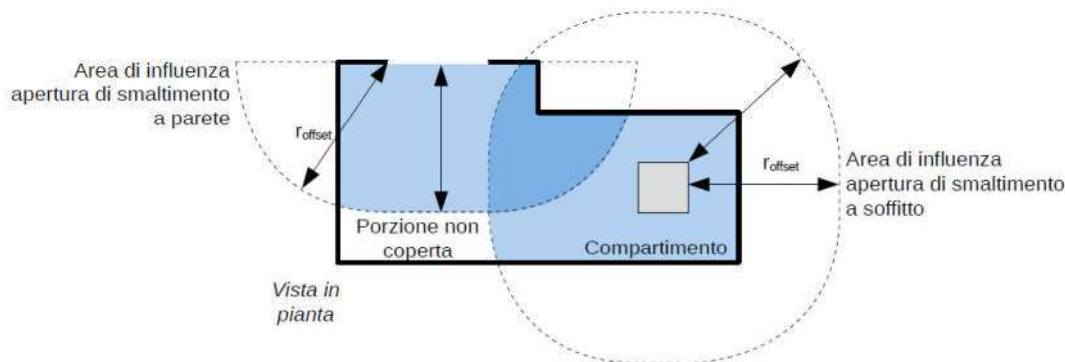 Area di influenza
apertura di smaltimento
a parete
roffset
Porzione non
coperta
Vista in
pianta
Compartimento
roffset
Area di influenza
apertura di smaltimento
a soffitto